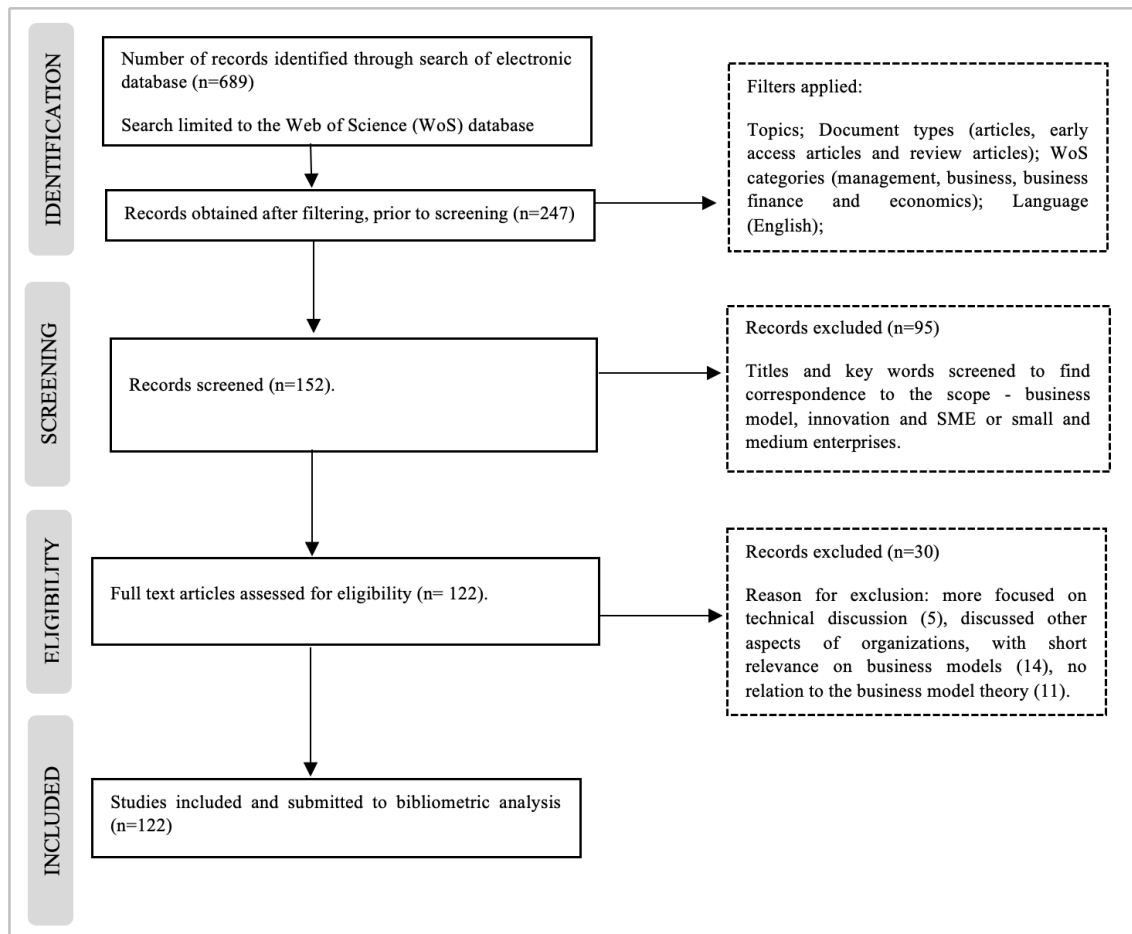 IDENTIFICATION
Number of records identified through search of electronic
database (n=689)
Search limited to the Web of Science (WoS) database
Records obtained after filtering, prior to screening (n=247)
Filters applied:
Topics; Document types (articles, early
access articles and review articles); WoS
categories (management, business, business
finance and economics); Language
(English);
SCREENING
Records screened (n=152).
Records excluded (n=95)
Titles and key words screened to find
correspondence to the scope - business
model, innovation and SME or small and
medium enterprises.
ELIGIBILITY
Full text articles assessed for eligibility (n= 122).
Records excluded (n=30)
Reason for exclusion: more focused on
technical discussion (5), discussed other
aspects of organizations, with short
relevance on business models (14), no
relation to the business model theory (11).
INCLUDED
Studies included and submitted to bibliometric analysis
(n=122)